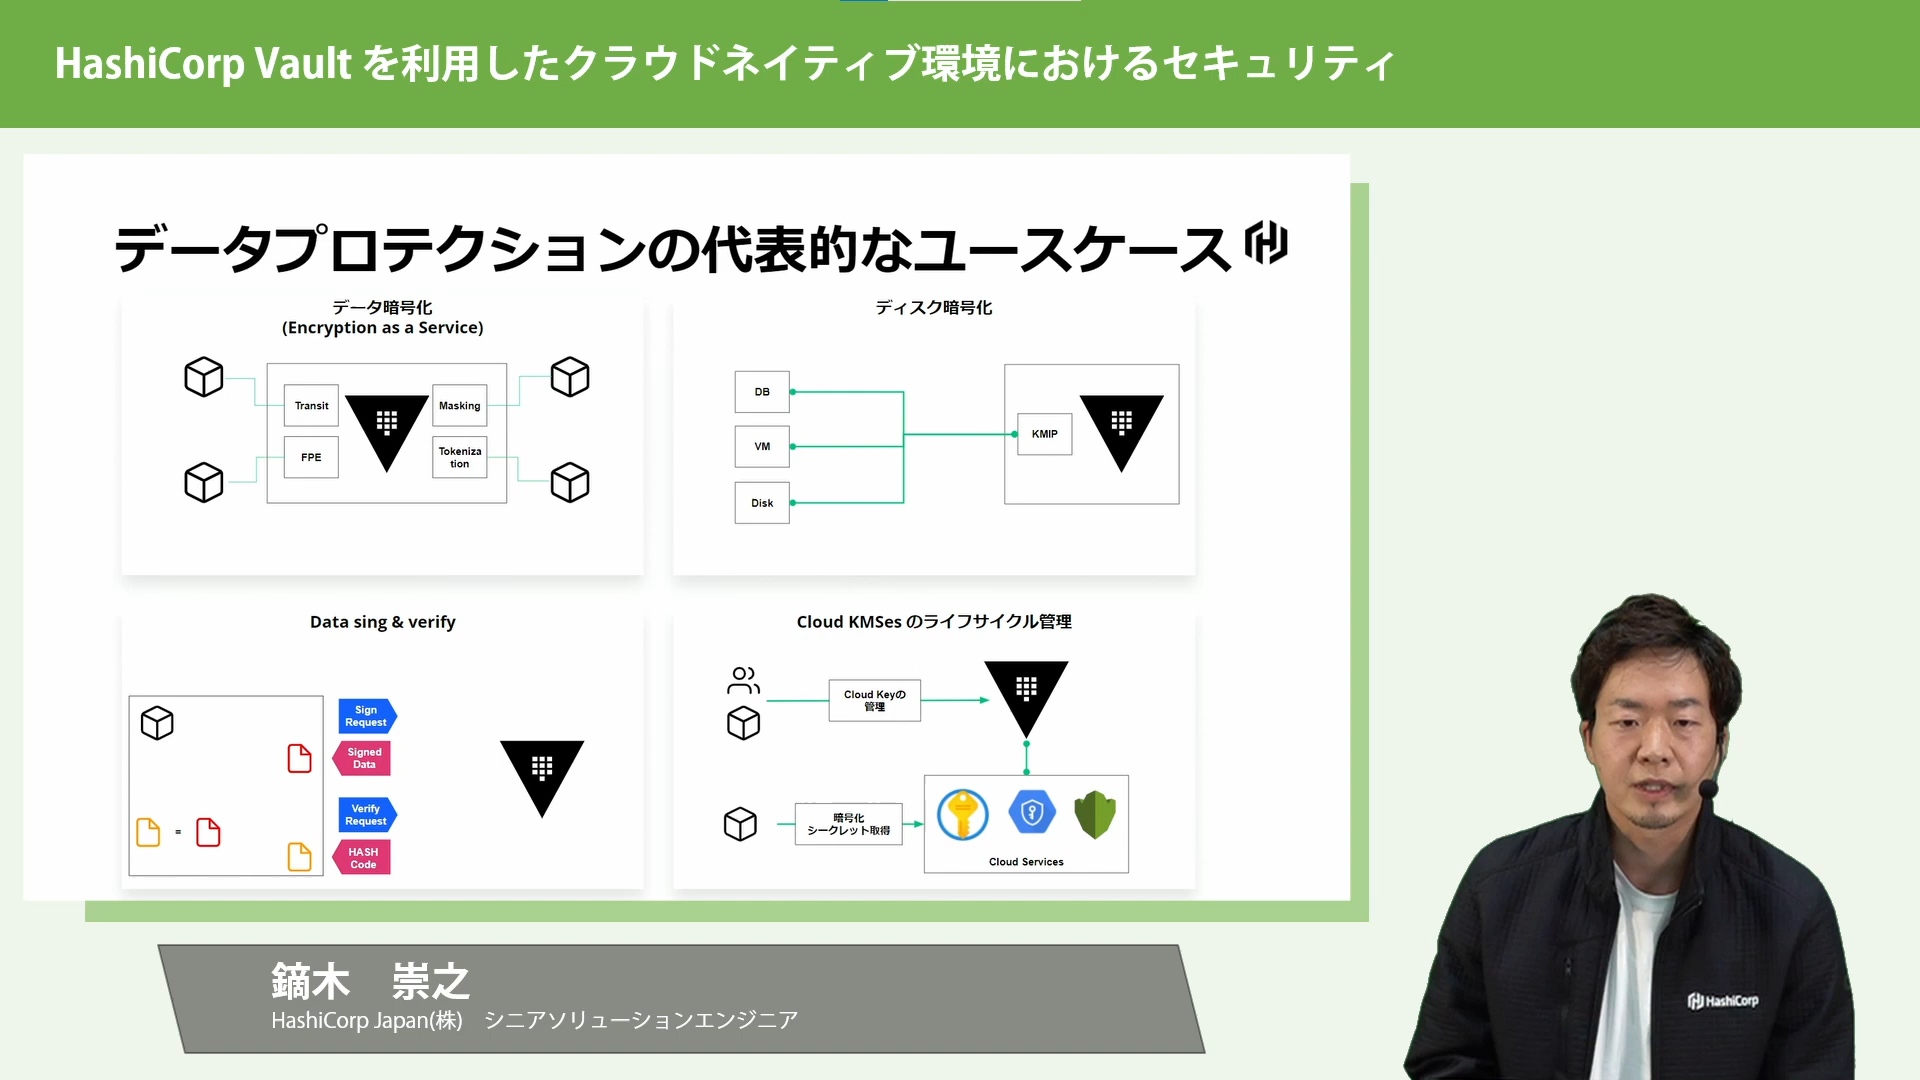 HashiCorp Vault を利用したクラウドネイティブ環境におけるセキュリティ
データプロテクションの代表的なユースケース
データ暗号化
(Encryption as a Service)
Transit
Masking
FPE
Tokeniza
tion
ディスク暗号化
DB
VM
Disk
KMIP
Data sing & verify
Sign
Request
Signed
Data
Verify
Request
HASH
Code
=
Cloud KMSes のライフサイクル管理
Cloud Keyの
管理
暗号化
シークレット取得
Cloud Services
鏑木　崇之
HashiCorp Japan(株)　シニアソリューションエンジニア
HashiCorp